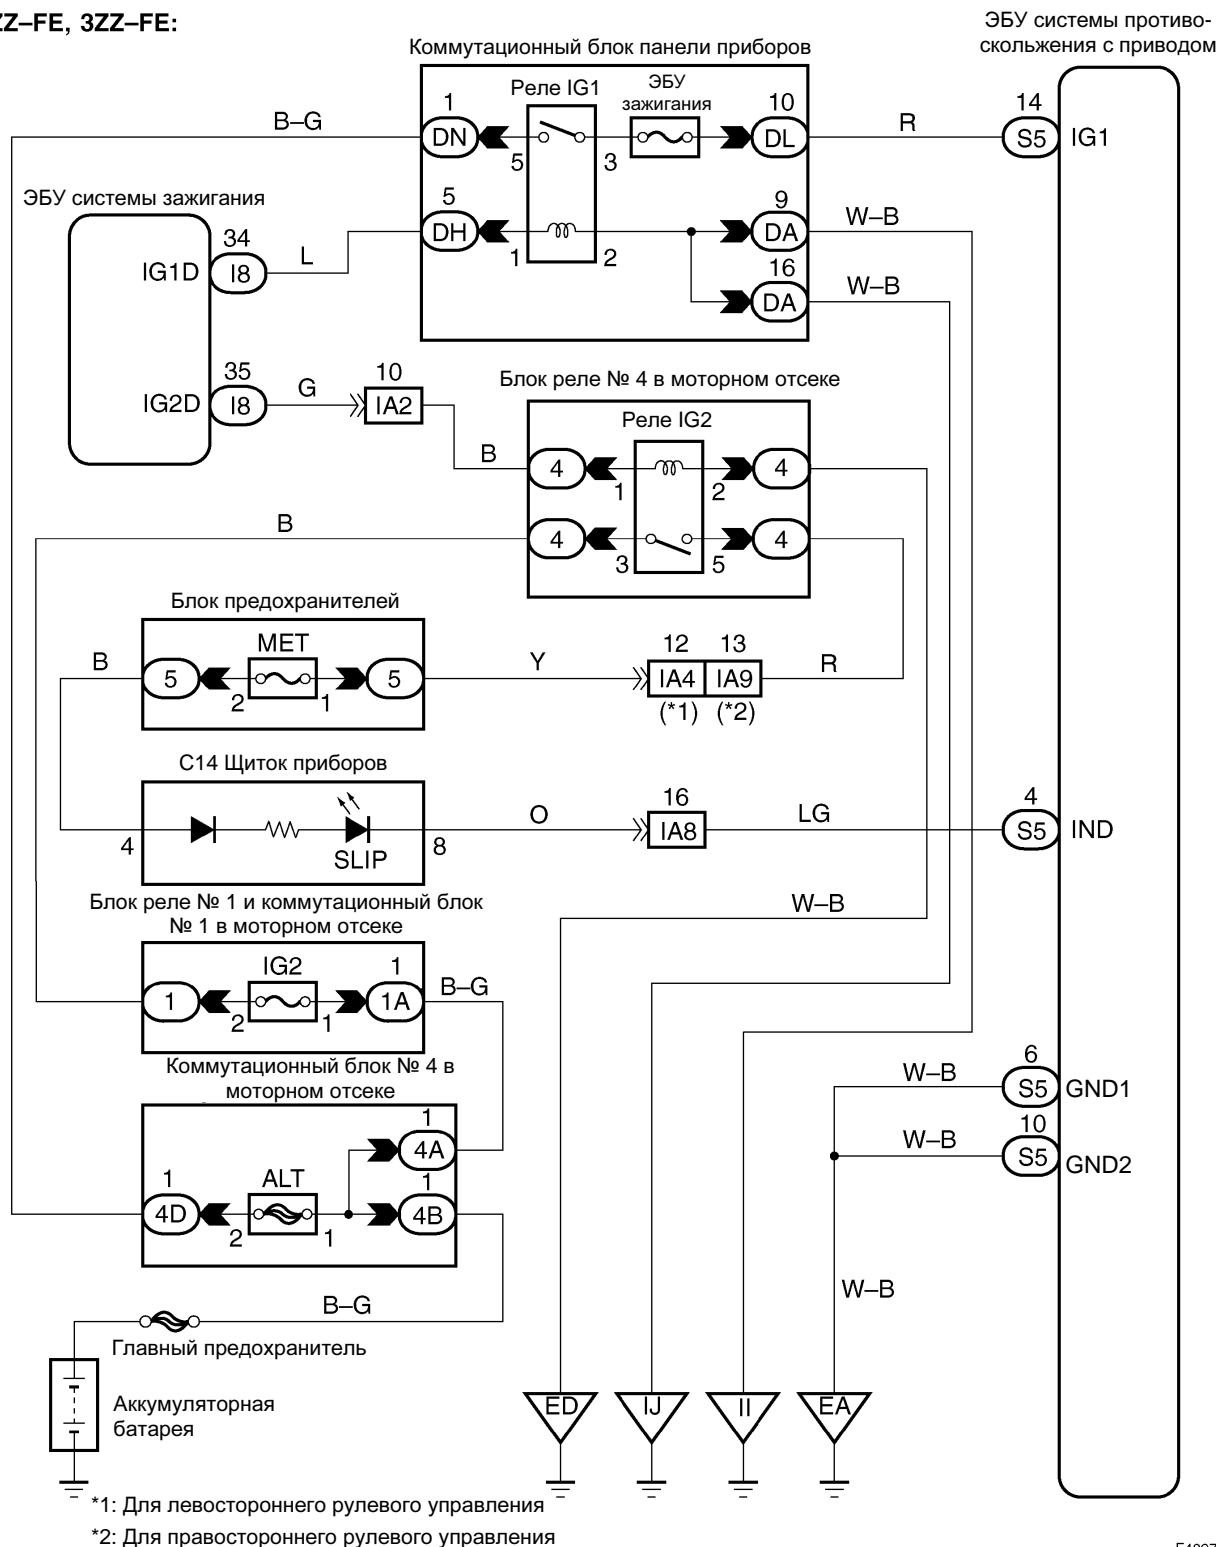 ZZ–FE, 3ZZ–FE:
ЭБУ системы противо-
скольжения с приводом
Коммутационный блок панели приборов
Реле IG1
ЭБУ
зажигания
1
10
14
B–G
DN
DL
R
S5
IG1
5
3
ЭБУ системы зажигания
5
9
W–B
DH
DA
34
1
2
16
L
IG1D
I8
W–B
DA
35
10
Блок реле № 4 в моторном отсеке
G
IG2D
I8
IA2
Реле IG2
B
4
4
1
2
B
4
4
3
5
Блок предохранителей
MET
12
13
B
5
5
Y
IA4
IA9
R
2
1
(*1)
(*2)
C14 Щиток приборов
16
4
O
LG
IA8
S5
IND
4
8
SLIP
Блок реле № 1 и коммутационный блок
№ 1 в моторном отсеке
W–B
IG2
1
B–G
1
1A
2
1
Коммутационный блок № 4 в
моторном отсеке
6
W–B
S5
GND1
1
10
4A
W–B
S5
GND2
1
ALT
1
4D
4B
2
1
W–B
B–G
Главный предохранитель
Аккумуляторная
батарея
ED
IJ
II
EA
*1: Для левостороннего рулевого управления
*2: Для правостороннего рулевого управления